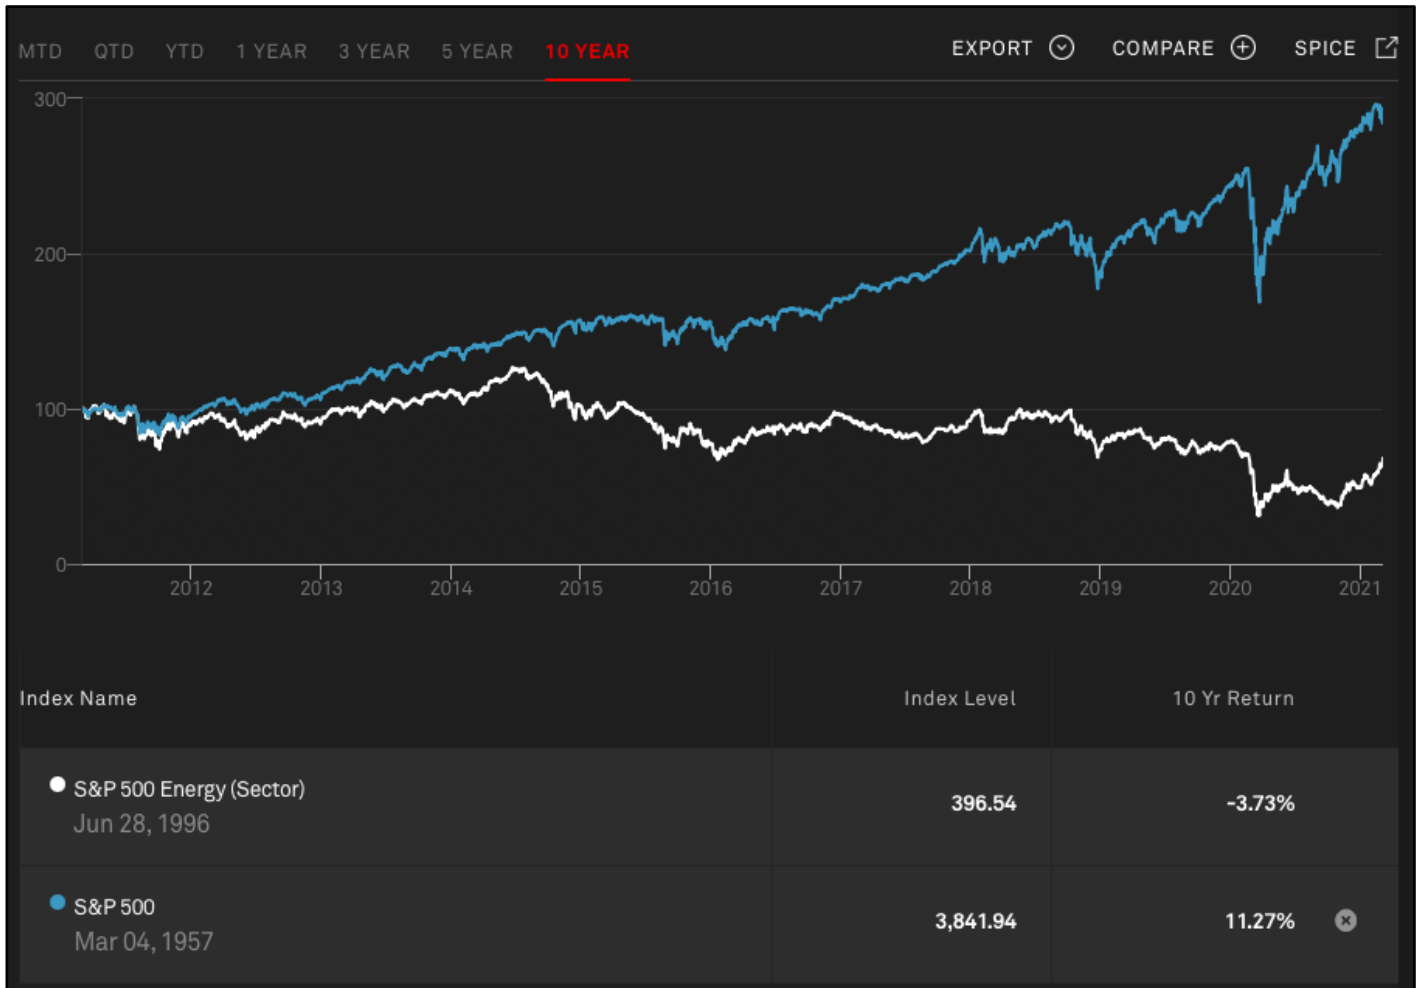 MTD QTD YTD 1 YEAR 3 YEAR 5 YEAR 10 YEAR EXPORT COMPARE SPICE
300
200
100
0
2012 2013 2014 2015 2016 2017 2018 2019 2020 2021
Index Name Index Level 10 Yr Return
S&P 500 Energy (Sector) 396.54 -3.73%
Jun 28, 1996
S&P 500 3,841.94 11.27%
Mar 04, 1957